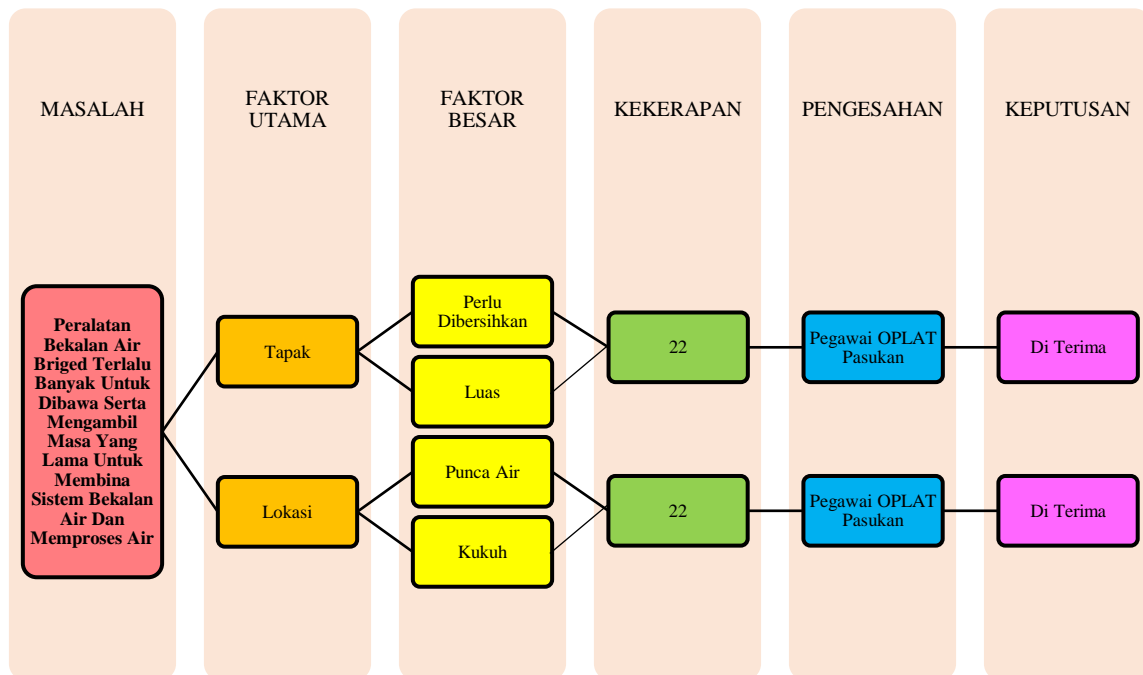 MASALAH
FAKTOR
UTAMA
FAKTOR
BESAR
KEKERAPAN
PENGESAHAN
KEPUTUSAN
Peralatan
Bekalan Air
Briged Terlalu
Banyak Untuk
Dibawa Serta
Mengambil
Masa Yang
Lama Untuk
Membina
Sistem Bekalan
Air Dan
Memproses Air
Tapak
Perlu
Dibersihkan
Luas
22
Pegawai OPLAT
Pasukan
Di Terima
Lokasi
Punca Air
Kukuh
22
Pegawai OPLAT
Pasukan
Di Terima